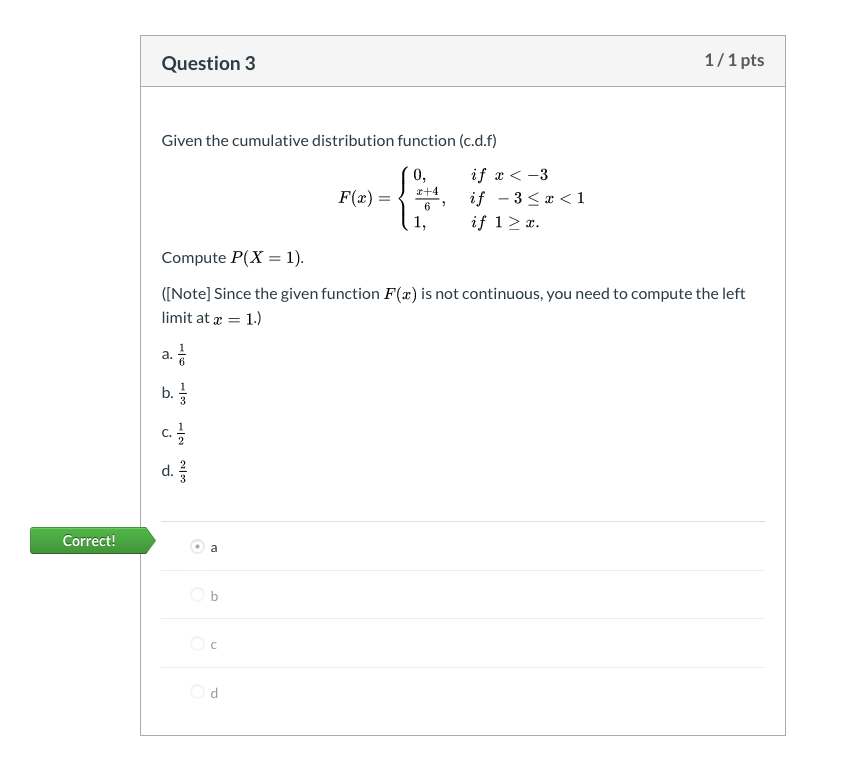 Question 3
1 / 1 pts
Given the cumulative distribution function (c.d.f)
F(x) = { 0, if x < −3
x+4/6, if −3 ≤ x < 1
1, if 1 ≥ x.
Compute P(X = 1).
([Note] Since the given function F(x) is not continuous, you need to compute the left
limit at x = 1.)
a. 1/6
b. 1/3
c. 1/2
d. 2/3
Correct!
a
b
c
d